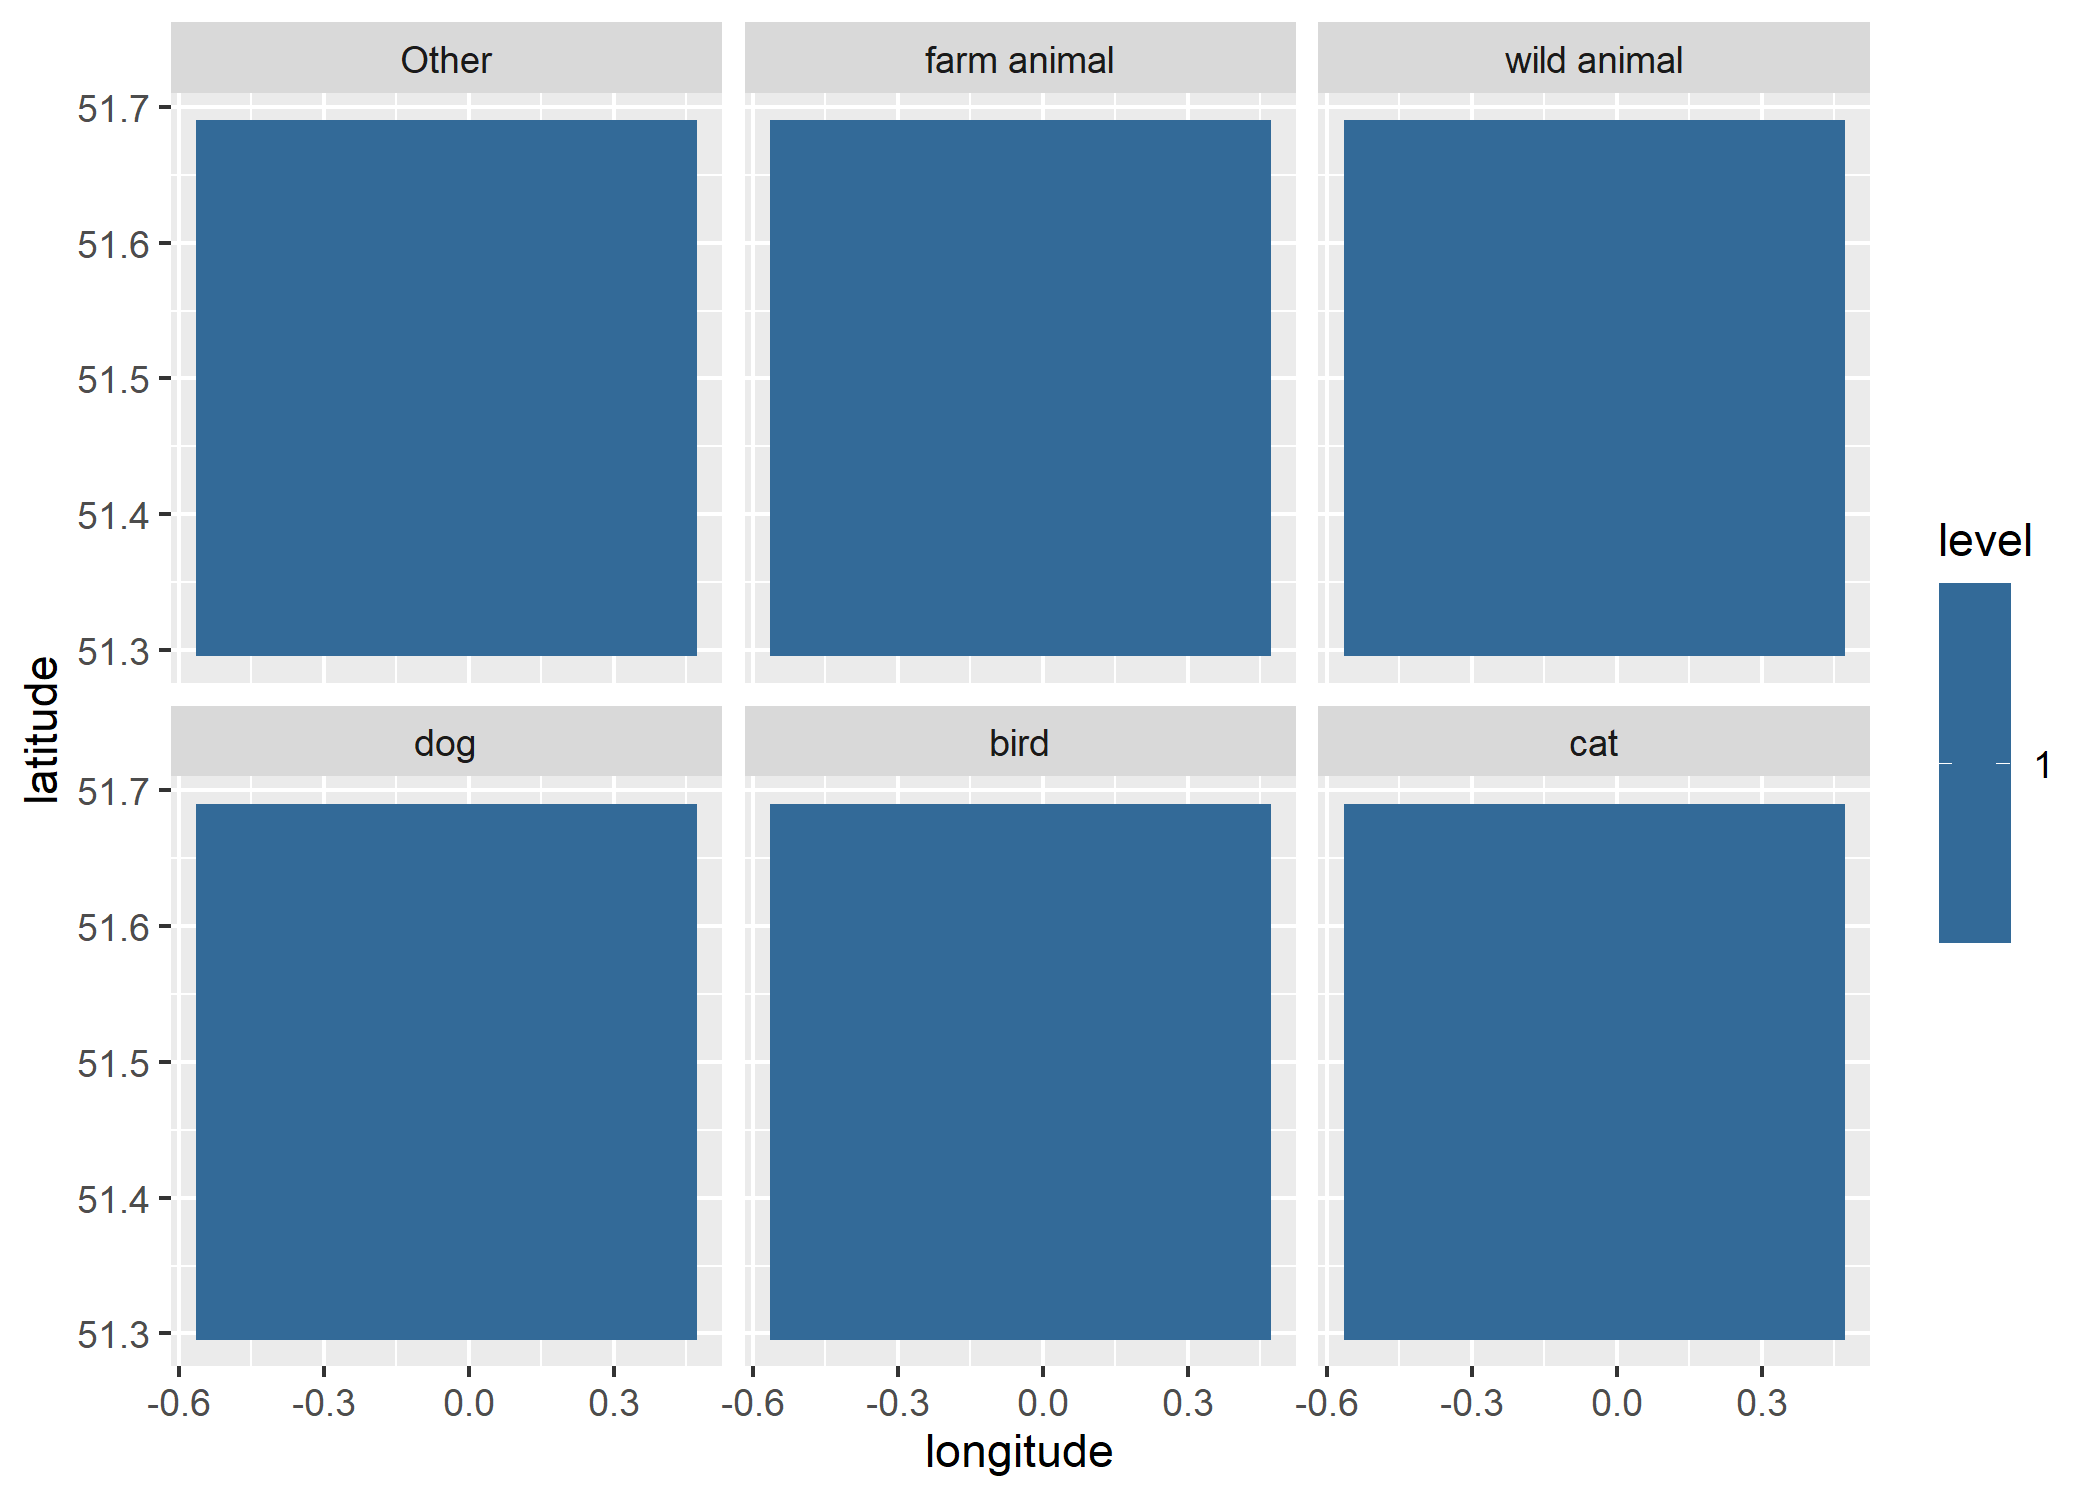 Other
farm animal
wild animal
51.7
51.6
51.5
51.4
51.3
dog
bird
cat
51.7
51.6
51.5
51.4
51.3
-0.6 -0.3 0.0 0.3 -0.6 -0.3 0.0 0.3 -0.6 -0.3 0.0 0.3
longitude
latitude
level
1